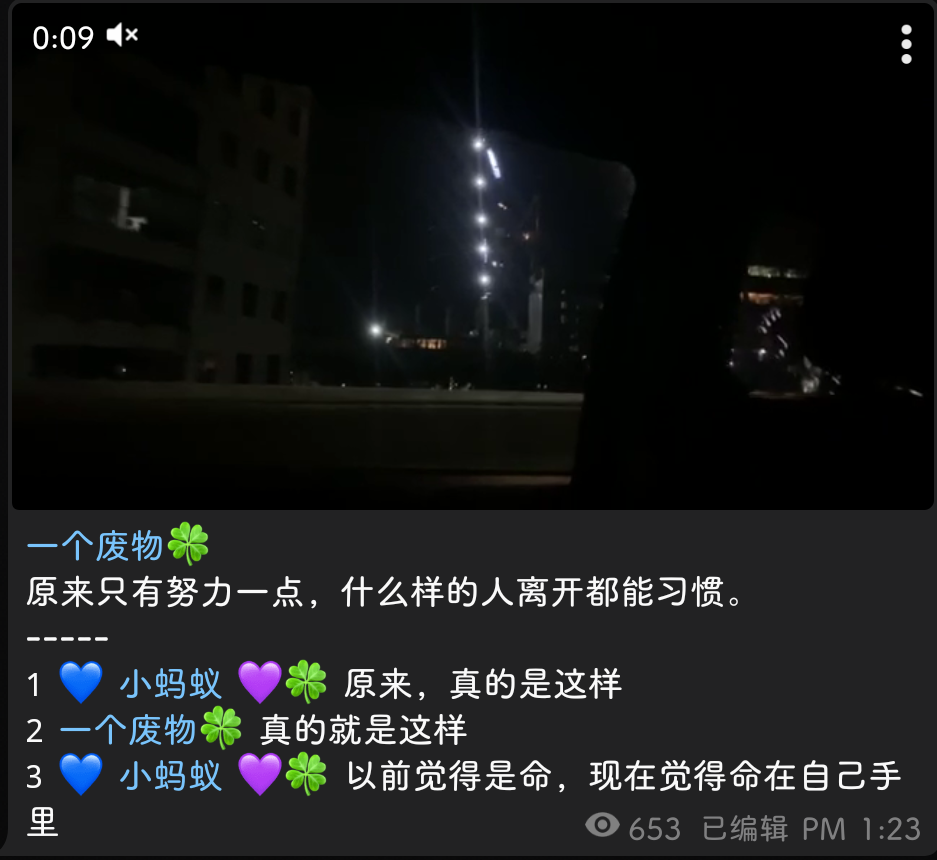 0:09
一个废物🍀
原来只有努力一点，什么样的人离开都能习惯。
-----
1 💙 小蚂蚁 💜🍀 原来，真的是这样
2 一个废物🍀 真的就是这样
3 💙 小蚂蚁 💜🍀 以前觉得是命，现在觉得命在自己手
里
653 已编辑 PM 1:23